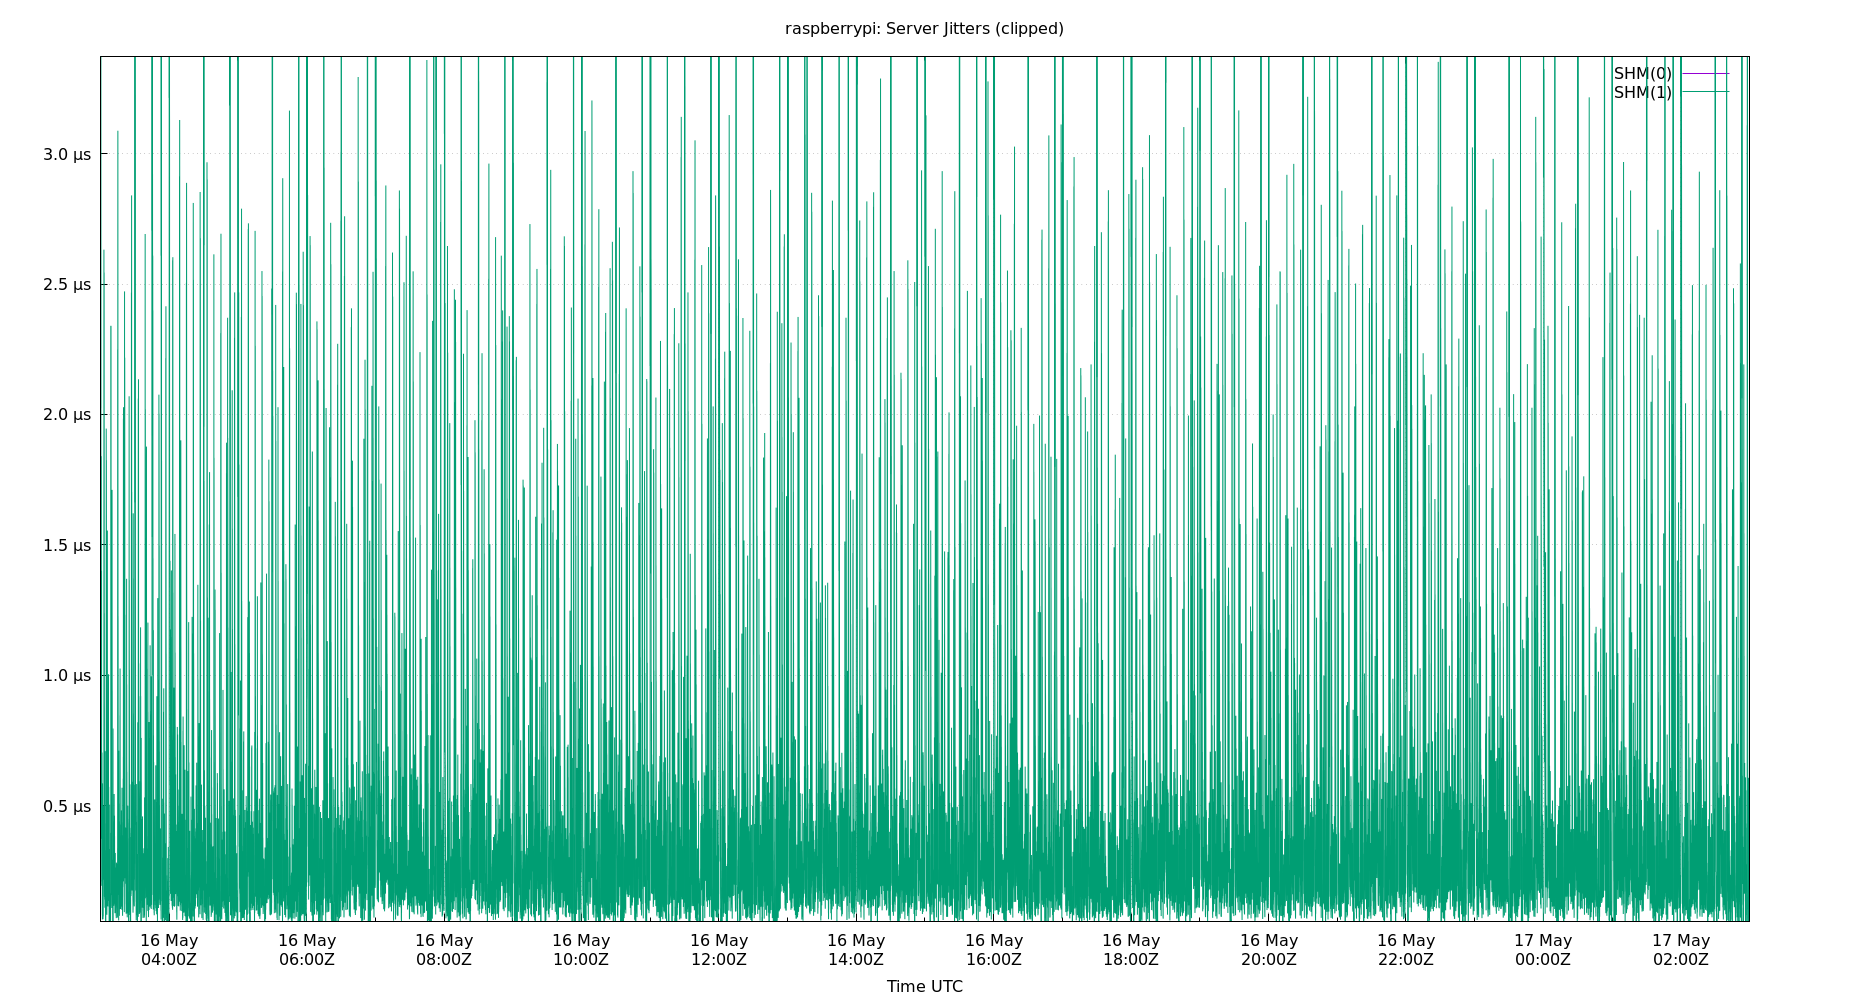 raspberrypi: Server Jitters (clipped)
SHM(0)
SHM(1)
3.0 µs
2.5 µs
2.0 µs
1.5 µs
1.0 µs
0.5 µs
16 May 16 May 16 May 16 May 16 May 16 May 16 May 16 May 16 May 16 May 17 May 17 May
04:00Z 06:00Z 08:00Z 10:00Z 12:00Z 14:00Z 16:00Z 18:00Z 20:00Z 22:00Z 00:00Z 02:00Z
Time UTC